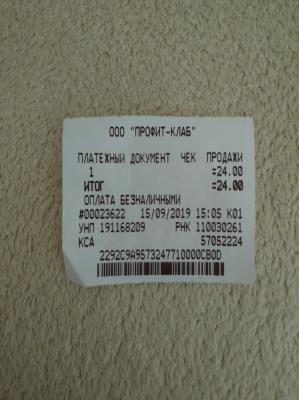 ООО "ПРОФИТ-КЛАБ"
ПЛАТЕЖНЫЙ ДОКУМЕНТ ЧЕК ПРОДАЖИ
1 =24.00
ИТОГ =24.00
ОПЛАТА БЕЗНАЛИЧНЫМИ
#00023622 15/09/2019 15:05 К01
УНП 191168209 РНК 110030261
КСА 57052224
2292C9A9573247710000CB0D